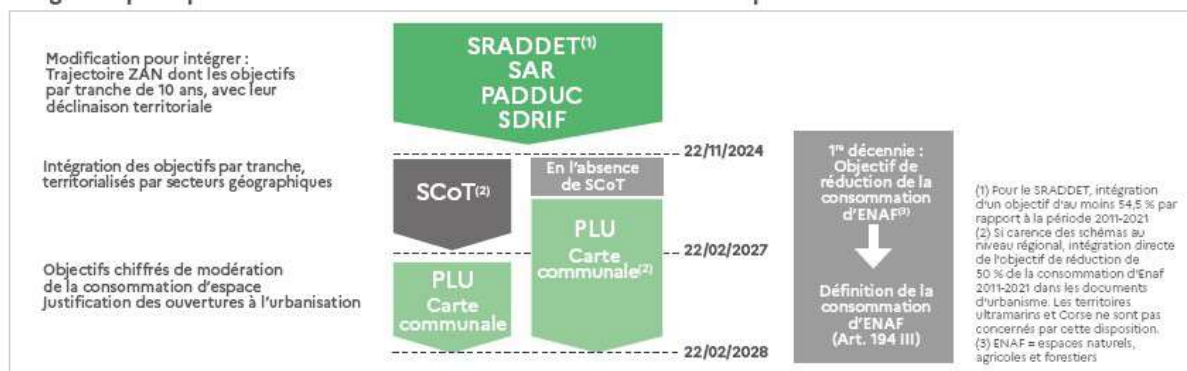 Modification pour intégrer :
Trajectoire ZAN dont les objectifs
par tranche de 10 ans, avec leur
déclinaison territoriale
SRADDET(1)
SAR
PADDUC
SDRIF
22/11/2024
Intégration des objectifs par tranche,
territorialisés par secteurs géographiques
SCoT(2)
En l'absence
de SCoT
PLU
Carte
communale(2)
22/02/2027
Objectifs chiffrés de modération
de la consommation d'espace
Justification des ouvertures à l'urbanisation
PLU
Carte
communale
22/02/2028
1re décennie :
Objectif de
réduction de la
consommation
d'ENAF(3)
Définition de la
consommation
d'ENAF
(Art. 194 III)
(1) Pour le SRADDET, intégration
d'un objectif d'au moins 54,5 % par
rapport à la période 2011-2021
(2) Si carence des schémas au
niveau régional, intégration directe
de l'objectif de réduction de
50 % de la consommation d'Enaf
2011-2021 dans les documents
d'urbanisme. Les territoires
ultramarins et Corse ne sont pas
concernés par cette disposition.
(3) ENAF = espaces naturels,
agricoles et forestiers